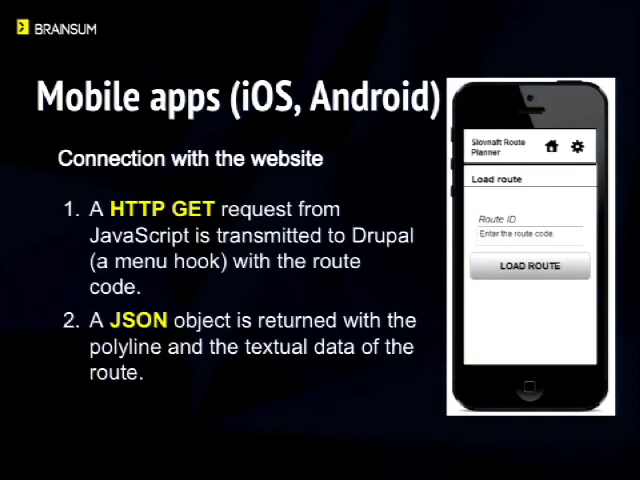 BRAINSUM
Mobile apps (iOS, Android)
Connection with the website
1. A HTTP GET request from
JavaScript is transmitted to Drupal
(a menu hook) with the route
code.
2. A JSON object is returned with the
polyline and the textual data of the
route.
Slovnaft Route
Planner
Load route
Route ID
Enter the route code.
LOAD ROUTE